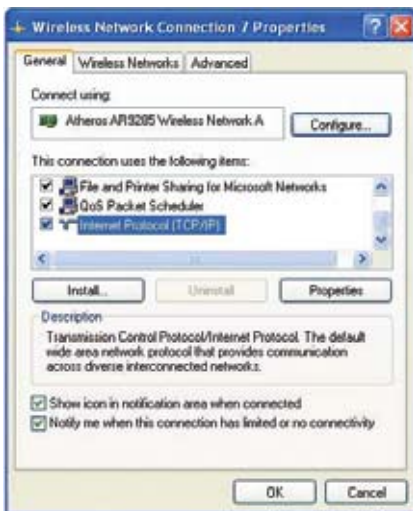 Wireless Network Connection 7 Properties
General Wireless Networks Advanced
Connect using:
Atheros AR9285 Wireless Network A
Configure...
This connection uses the following items:
File and Printer Sharing for Microsoft Networks
QoS Packet Scheduler
Internet Protocol (TCP/IP)
Install... Uninstall Properties
Description
Transmission Control Protocol/Internet Protocol. The default
wide area network protocol that provides communication
across diverse interconnected networks.
Show icon in notification area when connected
Notify me when this connection has limited or no connectivity
OK Cancel